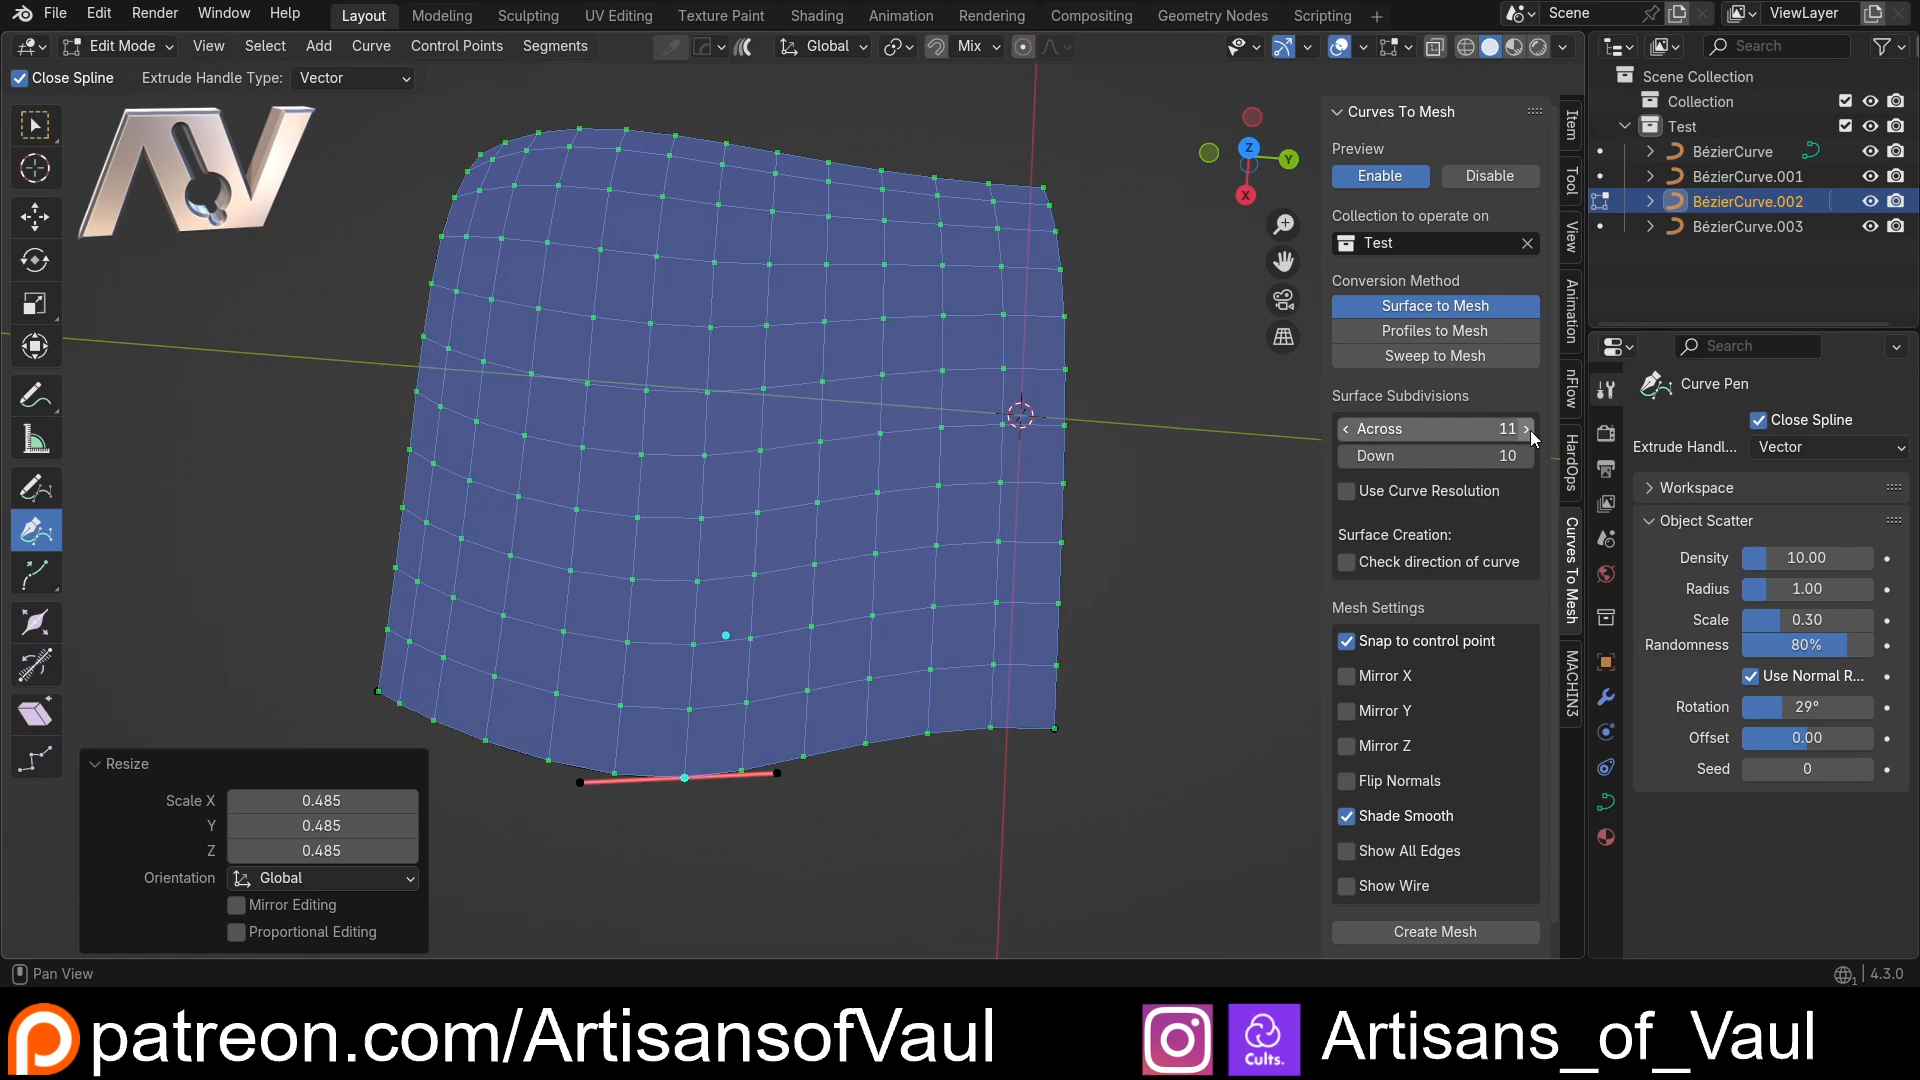 File Edit Render Window Help
Layout Modeling Sculpting UV Editing Texture Paint Shading Animation Rendering Compositing Geometry Nodes Scripting +
Scene
ViewLayer
Edit Mode View Select Add Curve Control Points Segments
Global
Mix
Search
Close Spline Extrude Handle Type: Vector
AV
X
Y
Z
Curves To Mesh
Preview
Enable Disable
Collection to operate on
Test
Conversion Method
Surface to Mesh
Profiles to Mesh
Sweep to Mesh
Surface Subdivisions
Across 11
Down 10
Use Curve Resolution
Surface Creation:
Check direction of curve
Mesh Settings
Snap to control point
Mirror X
Mirror Y
Mirror Z
Flip Normals
Shade Smooth
Show All Edges
Show Wire
Create Mesh
Item
Tool
View
Animation
nFlow
HardOps
Curves To Mesh
MACHIN3
Scene Collection
Collection
Test
BézierCurve
BézierCurve.001
BézierCurve.002
BézierCurve.003
Search
Curve Pen
Close Spline
Extrude Handl... Vector
Workspace
Object Scatter
Density 10.00
Radius 1.00
Scale 0.30
Randomness 80%
Use Normal R...
Rotation 29°
Offset 0.00
Seed 0
Resize
Scale X 0.485
Y 0.485
Z 0.485
Orientation Global
Mirror Editing
Proportional Editing
Pan View
4.3.0
patreon.com/ArtisansofVaul
Cults.
Artisans_of_Vaul